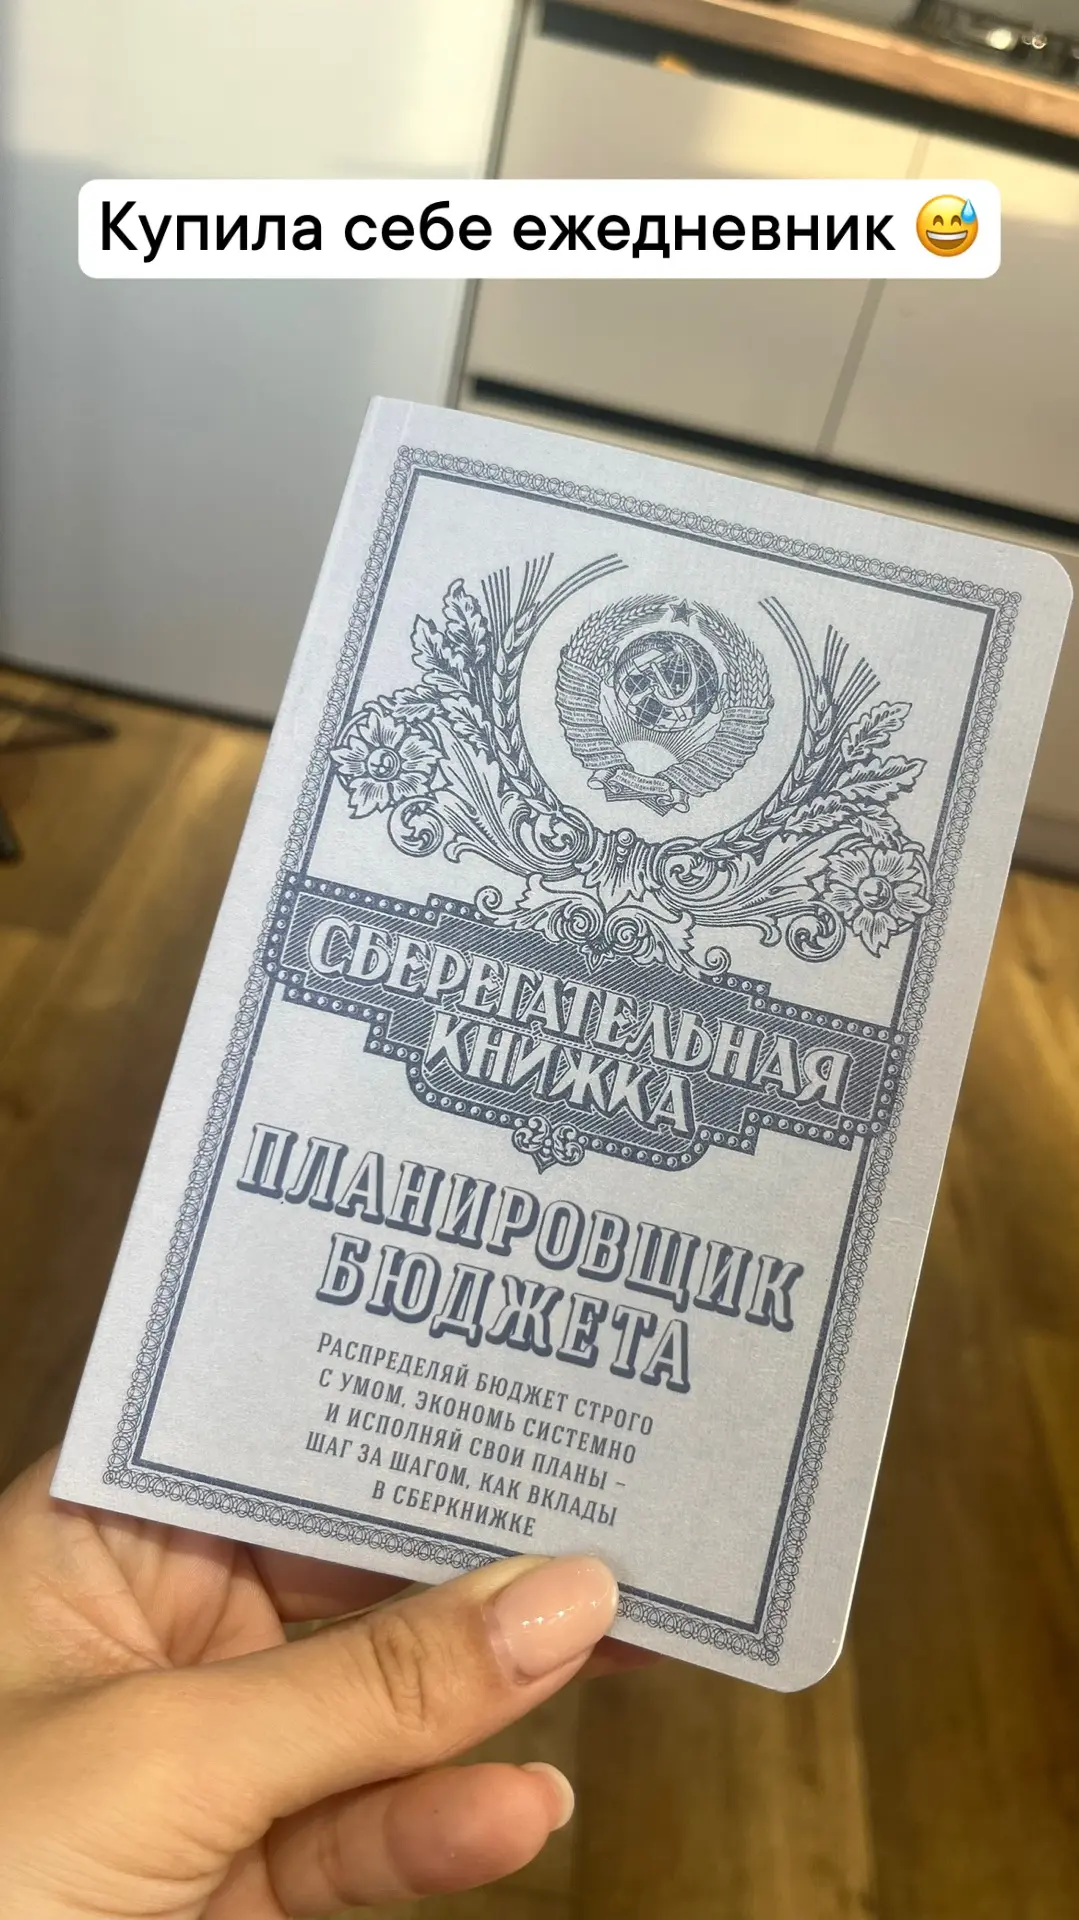 Купила себе ежедневник 😅
СБЕРЕГАТЕЛЬНАЯ
КНИЖКА
ПЛАНИРОВЩИК
БЮДЖЕТА
РАСПРЕДЕЛЯЙ БЮДЖЕТ СТРОГО
С УМОМ, ЭКОНОМЬ СИСТЕМНО
И ИСПОЛНЯЙ СВОИ ПЛАНЫ –
ШАГ ЗА ШАГОМ, КАК ВКЛАДЫ
В СБЕРКНИЖКЕ